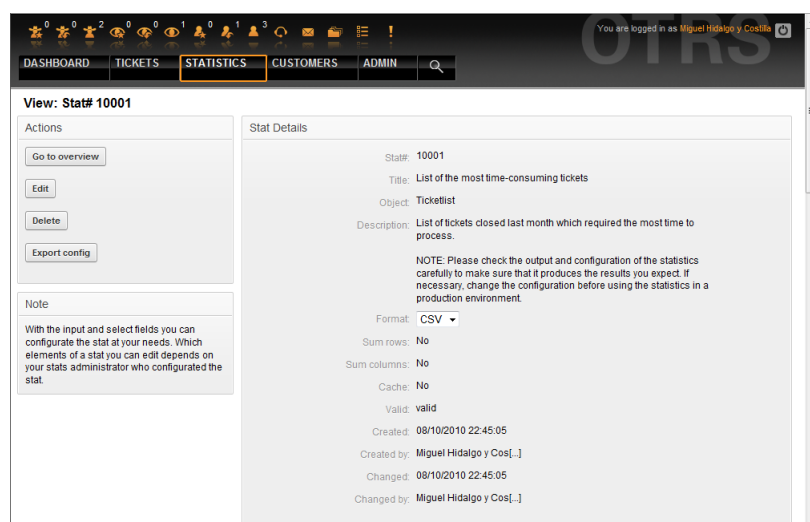 0 0 2 0 0 1 0 1 3
You are logged in as Miguel Hidalgo y Costilla
OTRS
DASHBOARD TICKETS STATISTICS CUSTOMERS ADMIN
View: Stat# 10001
Actions
Go to overview
Edit
Delete
Export config
Note
With the input and select fields you can
configurate the stat at your needs. Which
elements of a stat you can edit depends on
your stats administrator who configurated the
stat.
Stat Details
Stat#: 10001
Title: List of the most time-consuming tickets
Object: Ticketlist
Description: List of tickets closed last month which required the most time to
process.
NOTE: Please check the output and configuration of the statistics
carefully to make sure that it produces the results you expect. If
necessary, change the configuration before using the statistics in a
production environment.
Format: CSV
Sum rows: No
Sum columns: No
Cache: No
Valid: valid
Created: 08/10/2010 22:45:05
Created by: Miguel Hidalgo y Cos[...]
Changed: 08/10/2010 22:45:05
Changed by: Miguel Hidalgo y Cos[...]